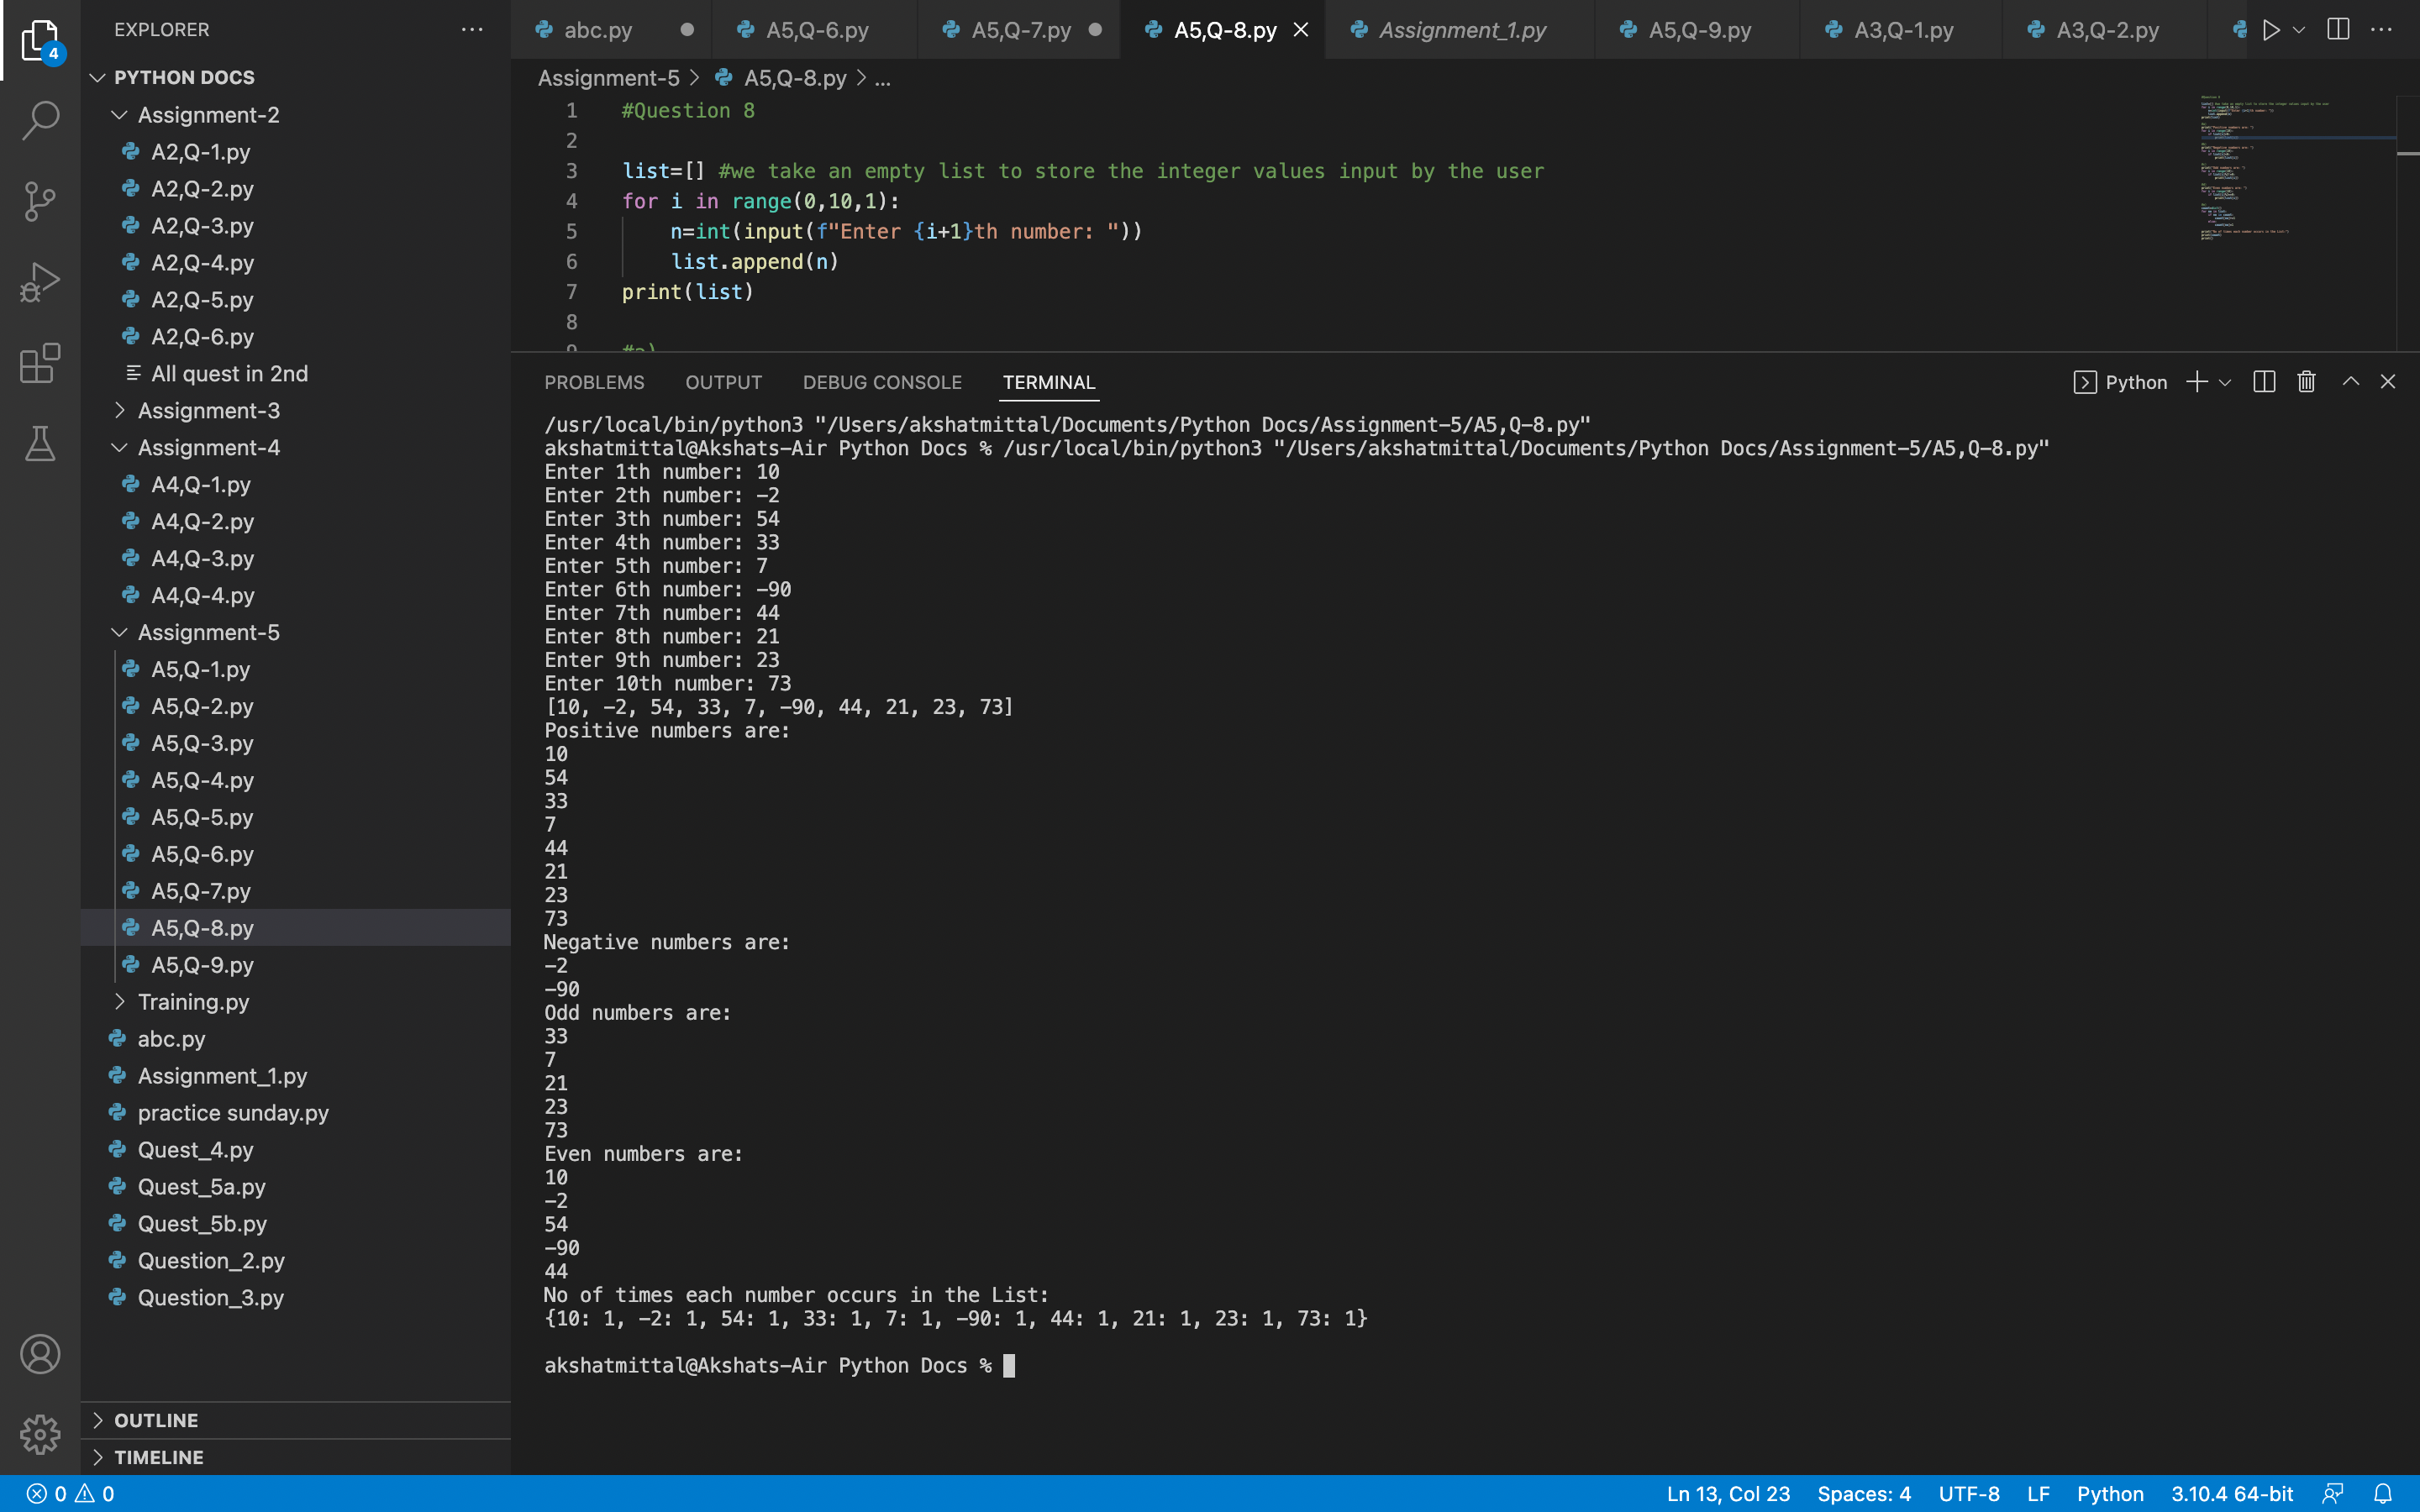 4
EXPLORER
PYTHON DOCS
Assignment-2
A2,Q-1.py
A2,Q-2.py
A2,Q-3.py
A2,Q-4.py
A2,Q-5.py
A2,Q-6.py
All quest in 2nd
Assignment-3
Assignment-4
A4,Q-1.py
A4,Q-2.py
A4,Q-3.py
A4,Q-4.py
Assignment-5
A5,Q-1.py
A5,Q-2.py
A5,Q-3.py
A5,Q-4.py
A5,Q-5.py
A5,Q-6.py
A5,Q-7.py
A5,Q-8.py
A5,Q-9.py
Training.py
abc.py
Assignment_1.py
practice sunday.py
Quest_4.py
Quest_5a.py
Quest_5b.py
Question_2.py
Question_3.py
OUTLINE
TIMELINE
abc.py A5,Q-6.py A5,Q-7.py A5,Q-8.py Assignment_1.py A5,Q-9.py A3,Q-1.py A3,Q-2.py
Assignment-5 > A5,Q-8.py > ...
1 #Question 8
2
3 list=[] #we take an empty list to store the integer values input by the user
4 for i in range(0,10,1):
5 n=int(input(f"Enter {i+1}th number: "))
6 list.append(n)
7 print(list)
8
9 #a)
PROBLEMS OUTPUT DEBUG CONSOLE TERMINAL Python
/usr/local/bin/python3 "/Users/akshatmittal/Documents/Python Docs/Assignment-5/A5,Q-8.py"
akshatmittal@Akshats-Air Python Docs % /usr/local/bin/python3 "/Users/akshatmittal/Documents/Python Docs/Assignment-5/A5,Q-8.py"
Enter 1th number: 10
Enter 2th number: -2
Enter 3th number: 54
Enter 4th number: 33
Enter 5th number: 7
Enter 6th number: -90
Enter 7th number: 44
Enter 8th number: 21
Enter 9th number: 23
Enter 10th number: 73
[10, -2, 54, 33, 7, -90, 44, 21, 23, 73]
Positive numbers are:
10
54
33
7
44
21
23
73
Negative numbers are:
-2
-90
Odd numbers are:
33
7
21
23
73
Even numbers are:
10
-2
54
-90
44
No of times each number occurs in the List:
{10: 1, -2: 1, 54: 1, 33: 1, 7: 1, -90: 1, 44: 1, 21: 1, 23: 1, 73: 1}
akshatmittal@Akshats-Air Python Docs %
0 0 Ln 13, Col 23 Spaces: 4 UTF-8 LF Python 3.10.4 64-bit